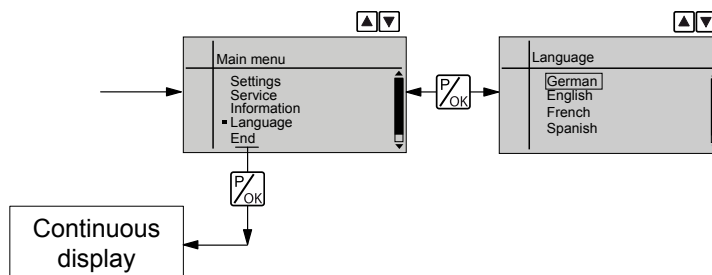 Main menu
Settings
Service
Information
Language
End
P/OK
Language
German
English
French
Spanish
P/OK
Continuous
display